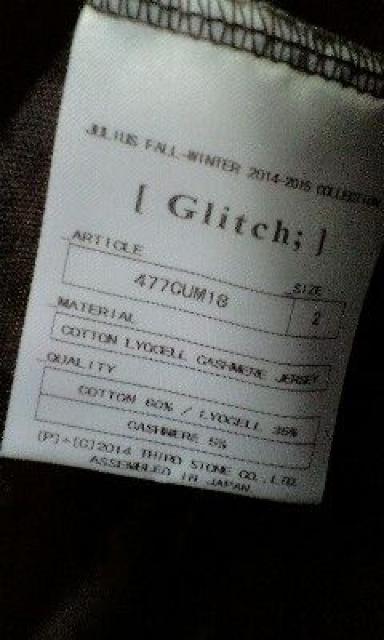 JULIUS FALL-WINTER 2014-2015 COLLECTION
[ Glitch; ]
ARTICLE SIZE
477CUM18 2
MATERIAL
COTTON LYOCELL CASHMERE JERSEY
QUALITY
COTTON 60% / LYOCELL 35%
CASHMERE 5%
(P)+(C)2014 THIRD STONE CO.,LTD.
ASSEMBLED IN JAPAN